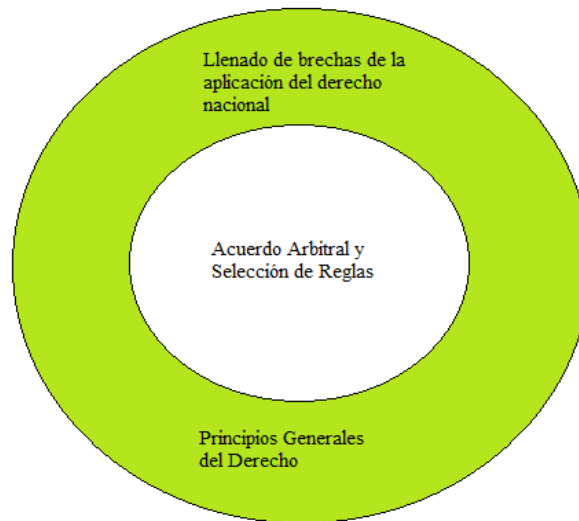 Llenado de brechas de la
aplicación del derecho
nacional
Acuerdo Arbitral y
Selección de Reglas
Principios Generales
del Derecho